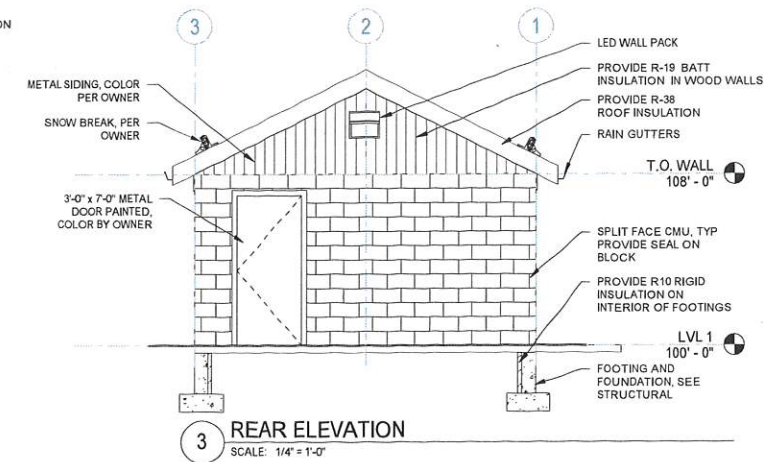 ON
3
2
1
METAL SIDING, COLOR
PER OWNER
SNOW BREAK, PER
OWNER
3'-0" x 7'-0" METAL
DOOR PAINTED,
COLOR BY OWNER
LED WALL PACK
PROVIDE R-19 BATT
INSULATION IN WOOD WALLS
PROVIDE R-38
ROOF INSULATION
RAIN GUTTERS
T.O. WALL
108' - 0"
SPLIT FACE CMU, TYP
PROVIDE SEAL ON
BLOCK
PROVIDE R10 RIGID
INSULATION ON
INTERIOR OF FOOTINGS
LVL 1
100' - 0"
FOOTING AND
FOUNDATION, SEE
STRUCTURAL
3
REAR ELEVATION
SCALE: 1/4" = 1'-0"